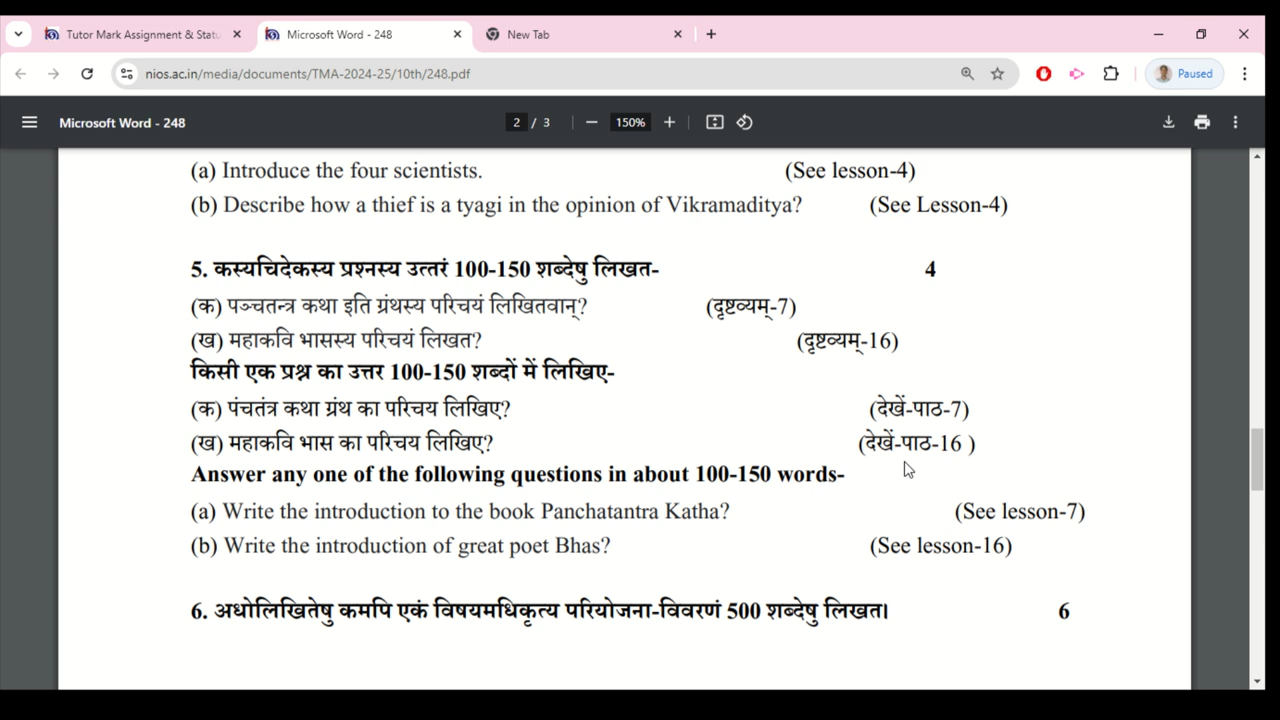 Tutor Mark Assignment & Statu
Microsoft Word - 248
New Tab
nios.ac.in/media/documents/TMA-2024-25/10th/248.pdf
Paused
Microsoft Word - 248
2 / 3
150%
(a) Introduce the four scientists. (See lesson-4)
(b) Describe how a thief is a tyagi in the opinion of Vikramaditya? (See Lesson-4)
5. कस्यचिदेकस्य प्रश्नस्य उत्तरं 100-150 शब्देषु लिखत- 4
(क) पञ्चतन्त्र कथा इति ग्रंथस्य परिचयं लिखितवान्? (दृष्टव्यम्-7)
(ख) महाकवि भासस्य परिचयं लिखत? (दृष्टव्यम्-16)
किसी एक प्रश्न का उत्तर 100-150 शब्दों में लिखिए-
(क) पंचतंत्र कथा ग्रंथ का परिचय लिखिए? (देखें-पाठ-7)
(ख) महाकवि भास का परिचय लिखिए? (देखें-पाठ-16 )
Answer any one of the following questions in about 100-150 words-
(a) Write the introduction to the book Panchatantra Katha? (See lesson-7)
(b) Write the introduction of great poet Bhas? (See lesson-16)
6. अधोलिखितेषु कमपि एकं विषयमधिकृत्य परियोजना-विवरणं 500 शब्देषु लिखत। 6